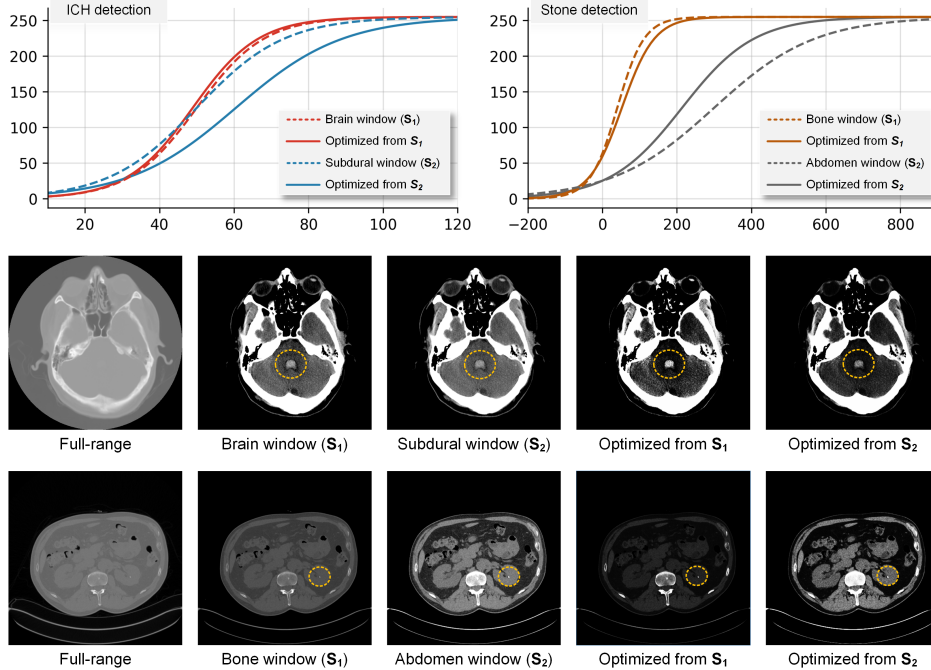 ICH detection
250
200
150
100
50
0
20 40 60 80 100 120
Brain window (S₁)
Optimized from S₁
Subdural window (S₂)
Optimized from S₂
Stone detection
250
200
150
100
50
0
−200 0 200 400 600 800
Bone window (S₁)
Optimized from S₁
Abdomen window (S₂)
Optimized from S₂
Full-range Brain window (S₁) Subdural window (S₂) Optimized from S₁ Optimized from S₂
Full-range Bone window (S₁) Abdomen window (S₂) Optimized from S₁ Optimized from S₂